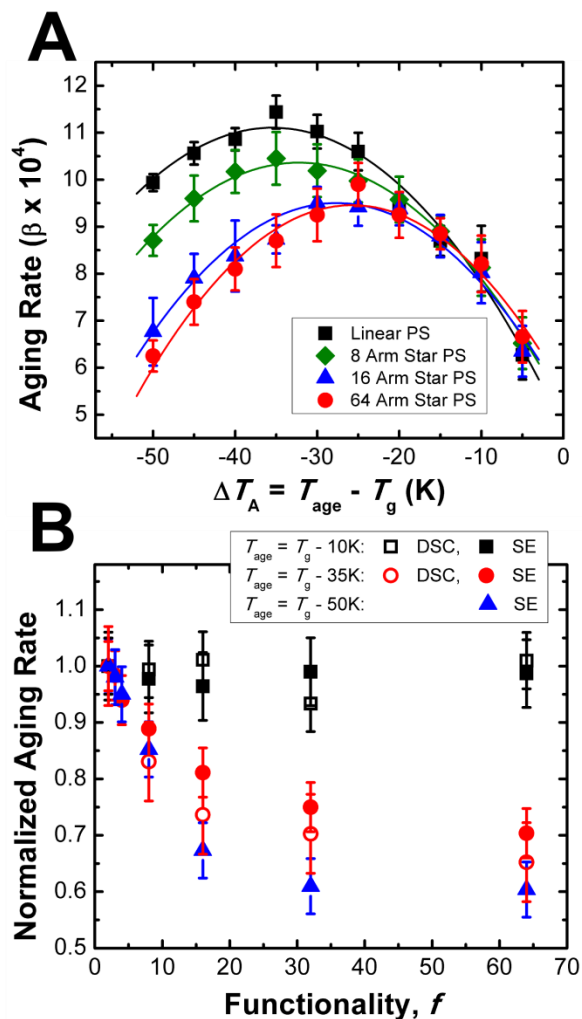 A
Aging Rate (β x 10⁴)
12
11
10
9
8
7
6
5
Linear PS
8 Arm Star PS
16 Arm Star PS
64 Arm Star PS
-50 -40 -30 -20 -10 0
ΔT_A = T_age - T_g (K)
B
T_age = T_g - 10K: DSC, SE
T_age = T_g - 35K: DSC, SE
T_age = T_g - 50K: SE
Normalized Aging Rate
1.1
1.0
0.9
0.8
0.7
0.6
0.5
0 10 20 30 40 50 60 70
Functionality, f